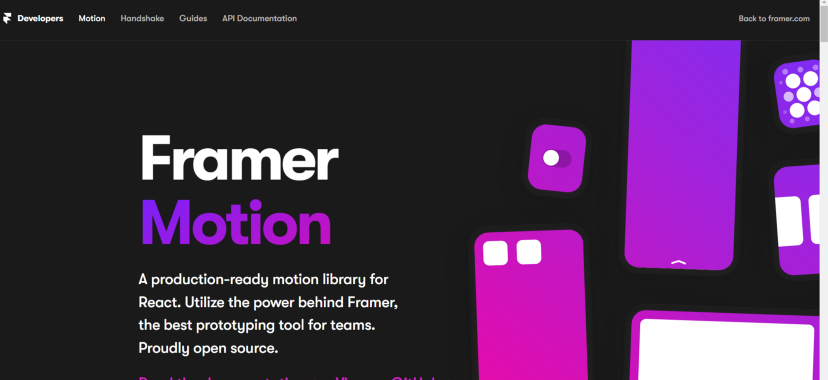 Developers Motion Handshake Guides API Documentation Back to framer.com
Framer
Motion
A production-ready motion library for
React. Utilize the power behind Framer,
the best prototyping tool for teams.
Proudly open source.